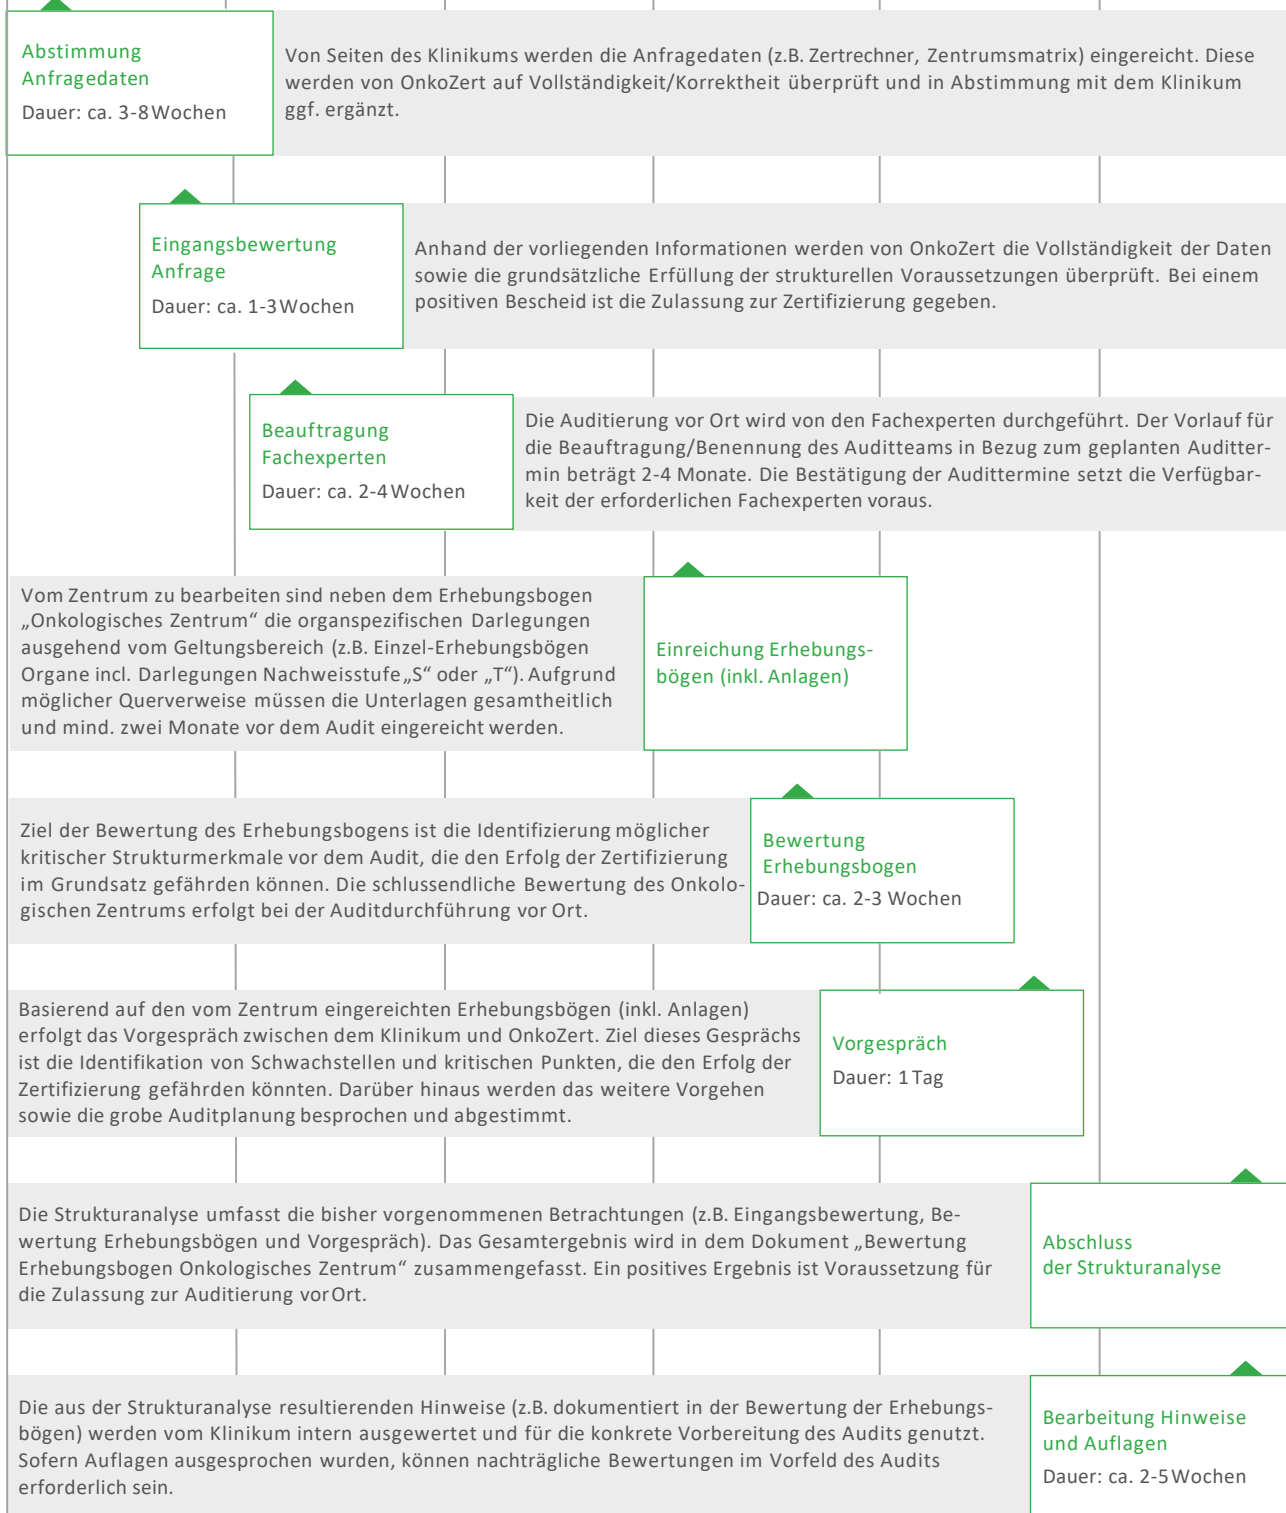 Abstimmung
Anfragedaten
Dauer: ca. 3-8 Wochen
Von Seiten des Klinikums werden die Anfragedaten (z.B. Zertrechner, Zentrumsmatrix) eingereicht. Diese
werden von OnkoZert auf Vollständigkeit/Korrektheit überprüft und in Abstimmung mit dem Klinikum
ggf. ergänzt.
Eingangsbewertung
Anfrage
Dauer: ca. 1-3 Wochen
Anhand der vorliegenden Informationen werden von OnkoZert die Vollständigkeit der Daten
sowie die grundsätzliche Erfüllung der strukturellen Voraussetzungen überprüft. Bei einem
positiven Bescheid ist die Zulassung zur Zertifizierung gegeben.
Beauftragung
Fachexperten
Dauer: ca. 2-4 Wochen
Die Auditierung vor Ort wird von den Fachexperten durchgeführt. Der Vorlauf für
die Beauftragung/Benennung des Auditteams in Bezug zum geplanten Auditter-
min beträgt 2-4 Monate. Die Bestätigung der Audittermine setzt die Verfügbar-
keit der erforderlichen Fachexperten voraus.
Vom Zentrum zu bearbeiten sind neben dem Erhebungsbogen
„Onkologisches Zentrum“ die organspezifischen Darlegungen
ausgehend vom Geltungsbereich (z.B. Einzel-Erhebungsbögen
Organe incl. Darlegungen Nachweisstufe „S“ oder „T“). Aufgrund
möglicher Querverweise müssen die Unterlagen gesamtheitlich
und mind. zwei Monate vor dem Audit eingereicht werden.
Einreichung Erhebungs-
bögen (inkl. Anlagen)
Ziel der Bewertung des Erhebungsbogens ist die Identifizierung möglicher
kritischer Strukturmerkmale vor dem Audit, die den Erfolg der Zertifizierung
im Grundsatz gefährden können. Die schlussendliche Bewertung des Onkolo-
gischen Zentrums erfolgt bei der Auditdurchführung vor Ort.
Bewertung
Erhebungsbogen
Dauer: ca. 2-3 Wochen
Basierend auf den vom Zentrum eingereichten Erhebungsbögen (inkl. Anlagen)
erfolgt das Vorgespräch zwischen dem Klinikum und OnkoZert. Ziel dieses Gesprächs
ist die Identifikation von Schwachstellen und kritischen Punkten, die den Erfolg der
Zertifizierung gefährden könnten. Darüber hinaus werden das weitere Vorgehen
sowie die grobe Auditplanung besprochen und abgestimmt.
Vorgespräch
Dauer: 1 Tag
Die Strukturanalyse umfasst die bisher vorgenommenen Betrachtungen (z.B. Eingangsbewertung, Be-
wertung Erhebungsbögen und Vorgespräch). Das Gesamtergebnis wird in dem Dokument „Bewertung
Erhebungsbogen Onkologisches Zentrum“ zusammengefasst. Ein positives Ergebnis ist Voraussetzung für
die Zulassung zur Auditierung vor Ort.
Abschluss
der Strukturanalyse
Die aus der Strukturanalyse resultierenden Hinweise (z.B. dokumentiert in der Bewertung der Erhebungs-
bögen) werden vom Klinikum intern ausgewertet und für die konkrete Vorbereitung des Audits genutzt.
Sofern Auflagen ausgesprochen wurden, können nachträgliche Bewertungen im Vorfeld des Audits
erforderlich sein.
Bearbeitung Hinweise
und Auflagen
Dauer: ca. 2-5 Wochen